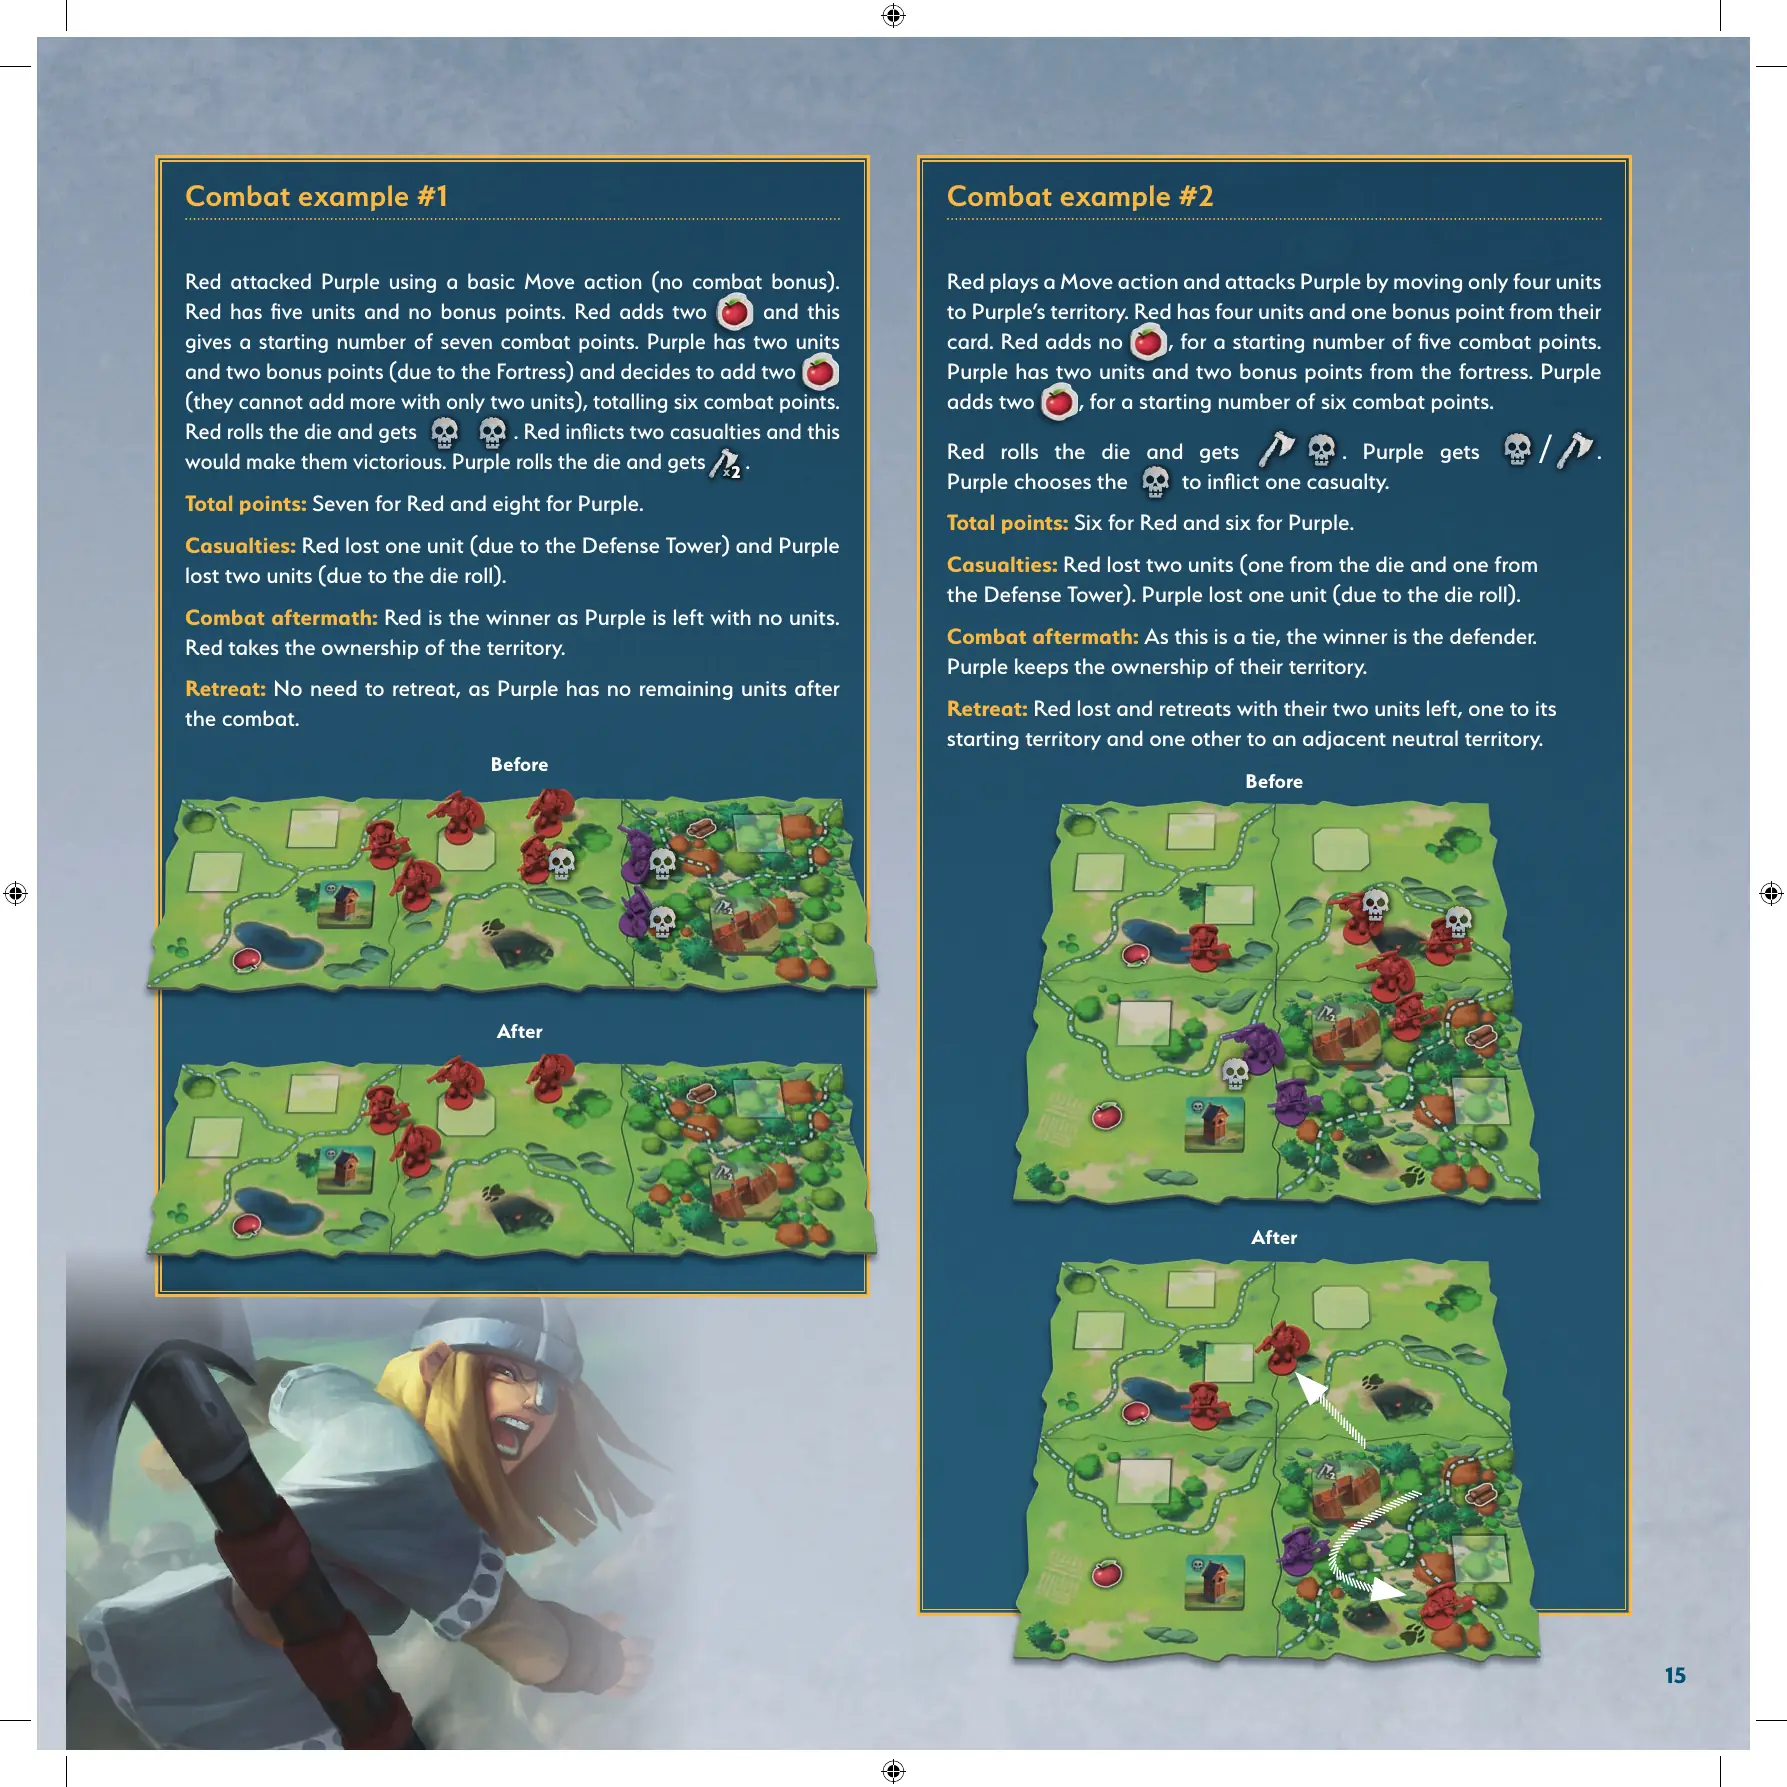 Combat example #1
Red attacked Purple using a basic Move action (no combat bonus).
Red has five units and no bonus points. Red adds two and this
gives a starting number of seven combat points. Purple has two units
and two bonus points (due to the Fortress) and decides to add two
(they cannot add more with only two units), totalling six combat points.
Red rolls the die and gets . Red inflicts two casualties and this
would make them victorious. Purple rolls the die and gets x2 .
Total points: Seven for Red and eight for Purple.
Casualties: Red lost one unit (due to the Defense Tower) and Purple
lost two units (due to the die roll).
Combat aftermath: Red is the winner as Purple is left with no units.
Red takes the ownership of the territory.
Retreat: No need to retreat, as Purple has no remaining units after
the combat.
Before
2
After
2
Combat example #2
Red plays a Move action and attacks Purple by moving only four units
to Purple's territory. Red has four units and one bonus point from their
card. Red adds no , for a starting number of five combat points.
Purple has two units and two bonus points from the fortress. Purple
adds two , for a starting number of six combat points.
Red rolls the die and gets . Purple gets / .
Purple chooses the to inflict one casualty.
Total points: Six for Red and six for Purple.
Casualties: Red lost two units (one from the die and one from
the Defense Tower). Purple lost one unit (due to the die roll).
Combat aftermath: As this is a tie, the winner is the defender.
Purple keeps the ownership of their territory.
Retreat: Red lost and retreats with their two units left, one to its
starting territory and one other to an adjacent neutral territory.
Before
2
After
2
15